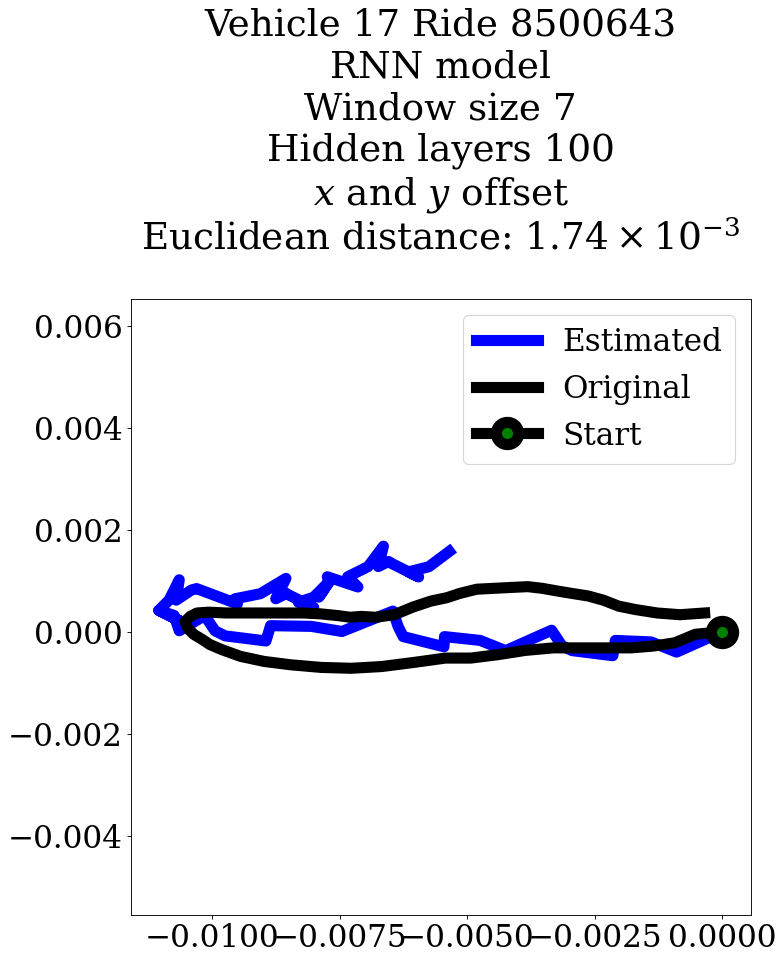 Vehicle 17 Ride 8500643
RNN model
Window size 7
Hidden layers 100
x and y offset
Euclidean distance: 1.74 × 10⁻³
0.006
Estimated
Original
0.004
Start
0.002
0.000
−0.002
−0.004
−0.0100 −0.0075 −0.0050 −0.0025 0.0000